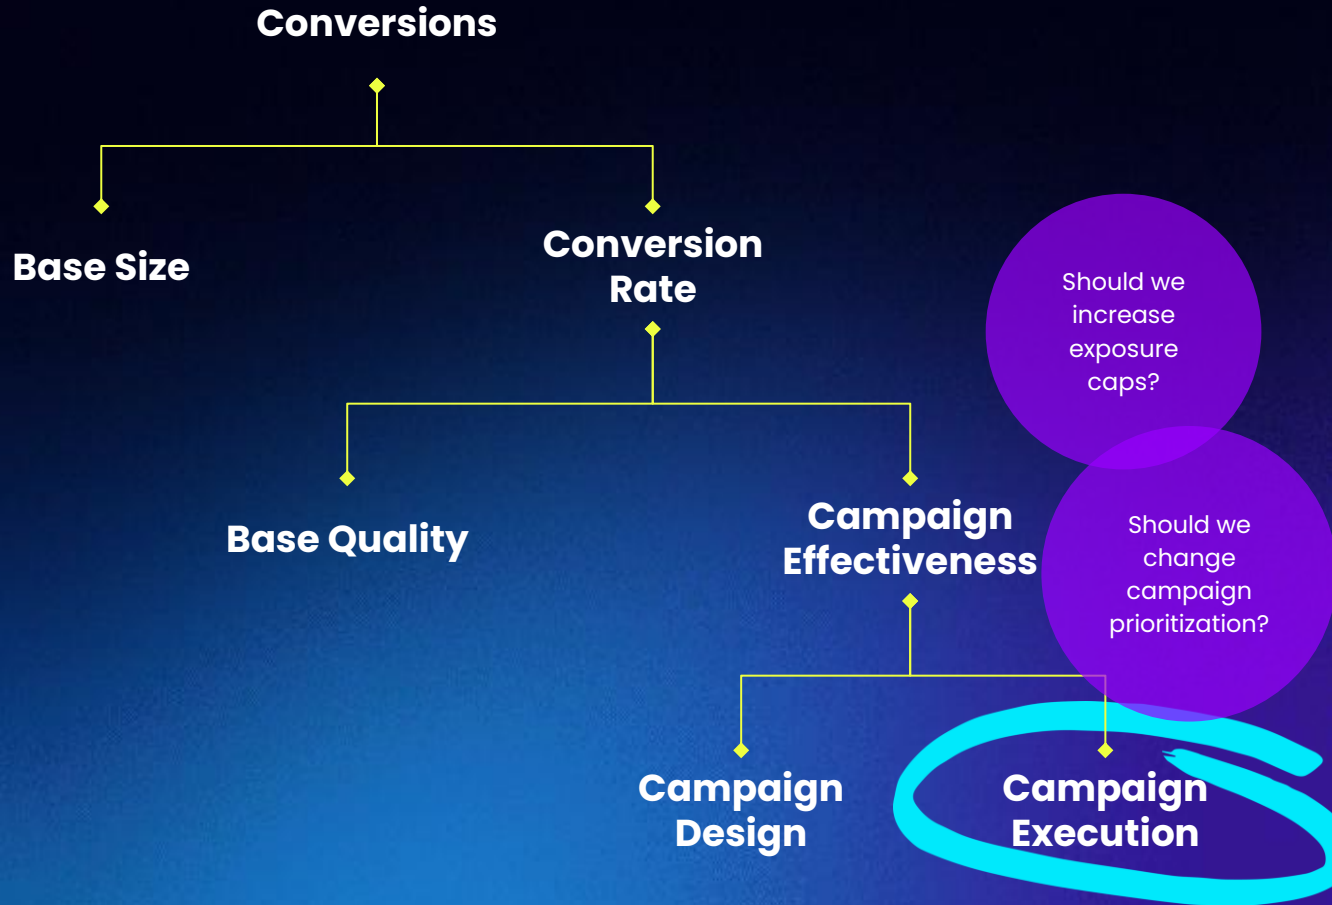 Conversions
Base Size
Conversion
Rate
Should we
increase
exposure
caps?
Base Quality
Campaign
Effectiveness
Should we
change
campaign
prioritization?
Campaign
Design
Campaign
Execution